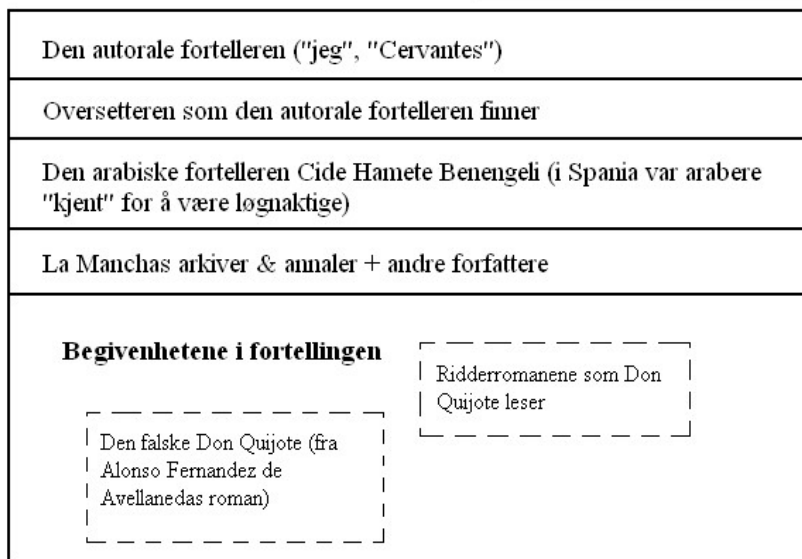 Den autorale fortelleren ("jeg", "Cervantes")
Oversetteren som den autorale fortelleren finner
Den arabiske fortelleren Cide Hamete Benengeli (i Spania var arabere
"kjent" for å være løgnaktige)
La Manchas arkiver & annaler + andre forfattere
Begivenhetene i fortellingen
Ridderromanene som Don
Quijote leser
Den falske Don Quijote (fra
Alonso Fernandez de
Avellanedas roman)